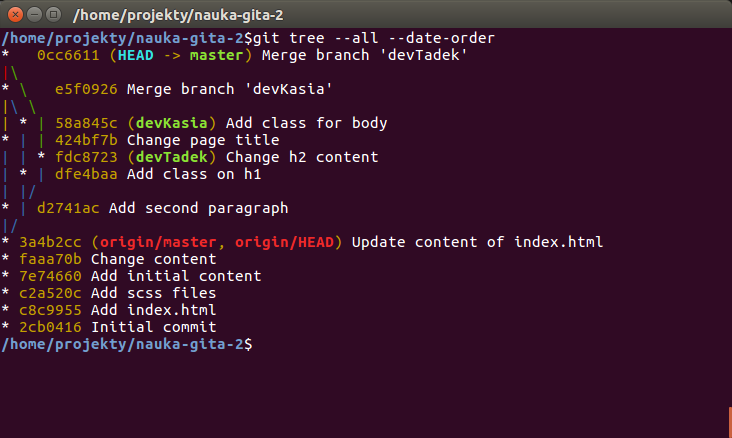 /home/projekty/nauka-gita-2
/home/projekty/nauka-gita-2$git tree --all --date-order
*   0cc6611 (HEAD -> master) Merge branch 'devTadek'
|\
* \   e5f0926 Merge branch 'devKasia'
|\ \
| * | 58a845c (devKasia) Add class for body
* | | 424bf7b Change page title
| | * fdc8723 (devTadek) Change h2 content
| * | dfe4baa Add class on h1
| |/
* | d2741ac Add second paragraph
|/
* 3a4b2cc (origin/master, origin/HEAD) Update content of index.html
* faaa70b Change content
* 7e74660 Add initial content
* c2a520c Add scss files
* c8c9955 Add index.html
* 2cb0416 Initial commit
/home/projekty/nauka-gita-2$